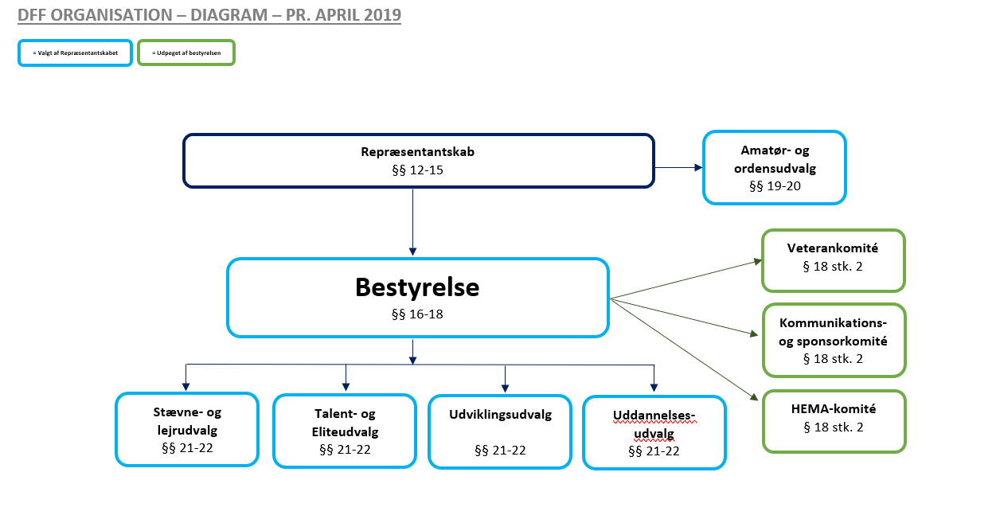 DFF ORGANISATION – DIAGRAM – PR. APRIL 2019
= Valgt af Repræsentantskabet
= Udpeget af bestyrelsen
Repræsentantskab
§§ 12-15
Amatør- og
ordensudvalg
§§ 19-20
Bestyrelse
§§ 16-18
Veterankomité
§ 18 stk. 2
Kommunikations-
og sponsorkomité
§ 18 stk. 2
HEMA-komité
§ 18 stk. 2
Stævne- og
lejrudvalg
§§ 21-22
Talent- og
Eliteudvalg
§§ 21-22
Udviklingsudvalg
§§ 21-22
Uddannelses-
udvalg
§§ 21-22